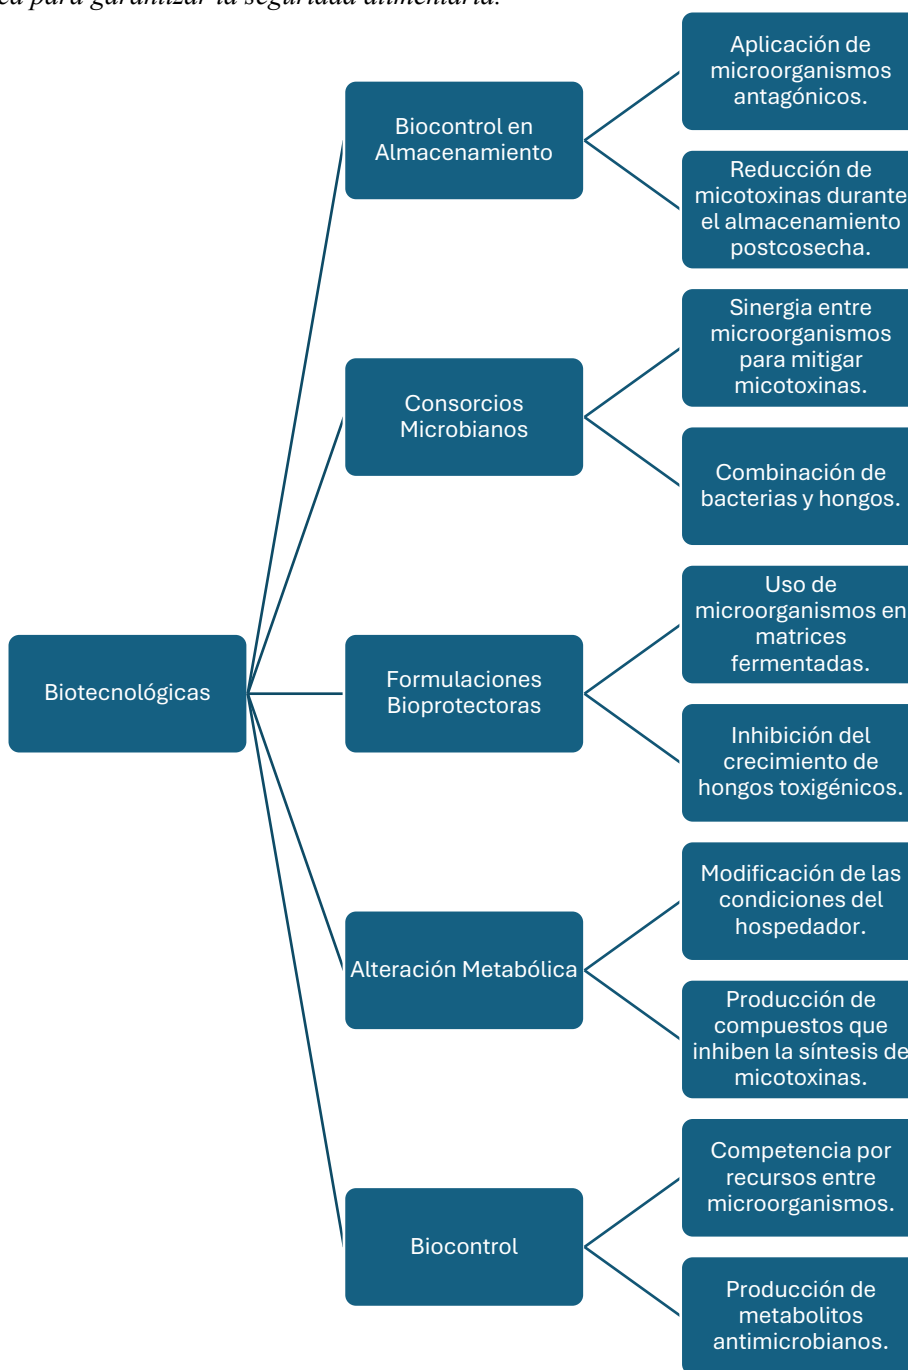 para garantizar la seguridad alimentaria.
Aplicación de
microorganismos
antagónicos.
Biocontrol en
Almacenamiento
Reducción de
micotoxinas durante
el almacenamiento
postcosecha.
Sinergia entre
microorganismos
para mitigar
micotoxinas.
Consorcios
Microbianos
Combinación de
bacterias y hongos.
Uso de
microorganismos en
matrices
fermentadas.
Biotecnológicas
Formulaciones
Bioprotectoras
Inhibición del
crecimiento de
hongos toxigénicos.
Modificación de las
condiciones del
hospedador.
Alteración Metabólica
Producción de
compuestos que
inhiben la síntesis de
micotoxinas.
Competencia por
recursos entre
microorganismos.
Biocontrol
Producción de
metabolitos
antimicrobianos.